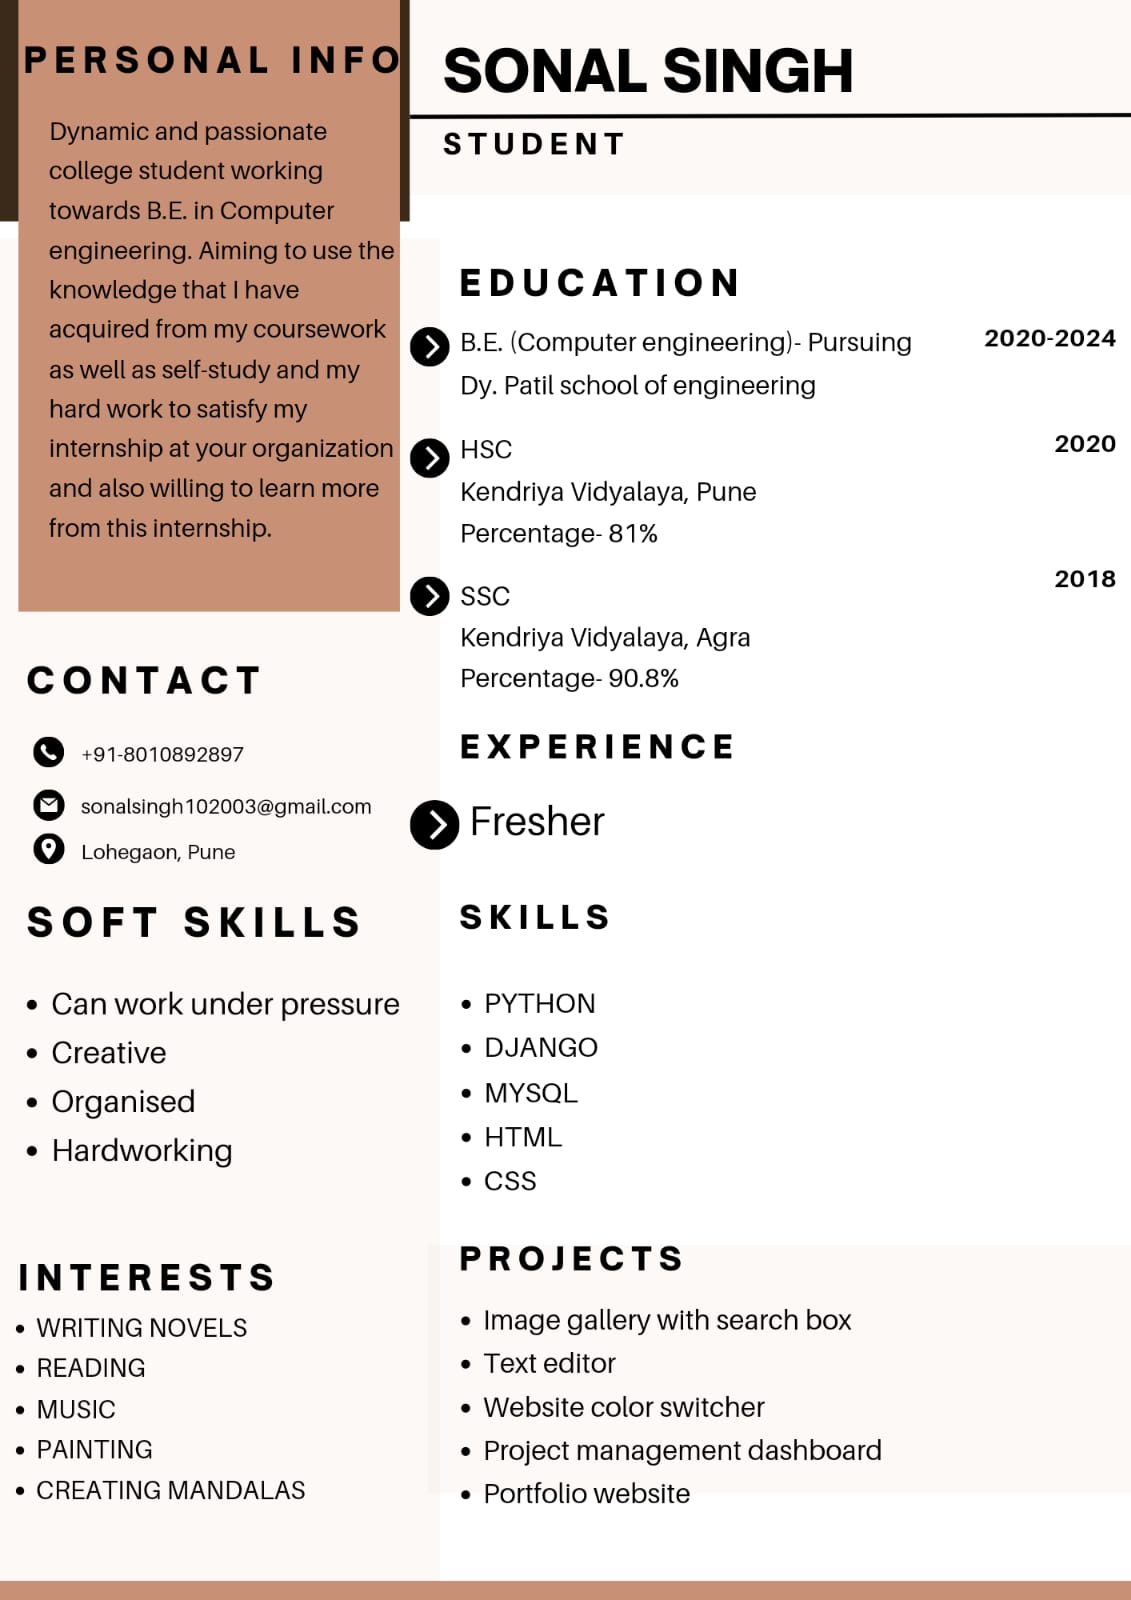 PERSONAL INFO
Dynamic and passionate
college student working
towards B.E. in Computer
engineering. Aiming to use the
knowledge that I have
acquired from my coursework
as well as self-study and my
hard work to satisfy my
internship at your organization
and also willing to learn more
from this internship.
CONTACT
+91-8010892897
sonalsingh102003@gmail.com
Lohegaon, Pune
SOFT SKILLS
• Can work under pressure
• Creative
• Organised
• Hardworking
INTERESTS
• WRITING NOVELS
• READING
• MUSIC
• PAINTING
• CREATING MANDALAS
SONAL SINGH
STUDENT
EDUCATION
B.E. (Computer engineering)- Pursuing 2020-2024
Dy. Patil school of engineering
HSC 2020
Kendriya Vidyalaya, Pune
Percentage- 81%
SSC 2018
Kendriya Vidyalaya, Agra
Percentage- 90.8%
EXPERIENCE
Fresher
SKILLS
• PYTHON
• DJANGO
• MYSQL
• HTML
• CSS
PROJECTS
• Image gallery with search box
• Text editor
• Website color switcher
• Project management dashboard
• Portfolio website